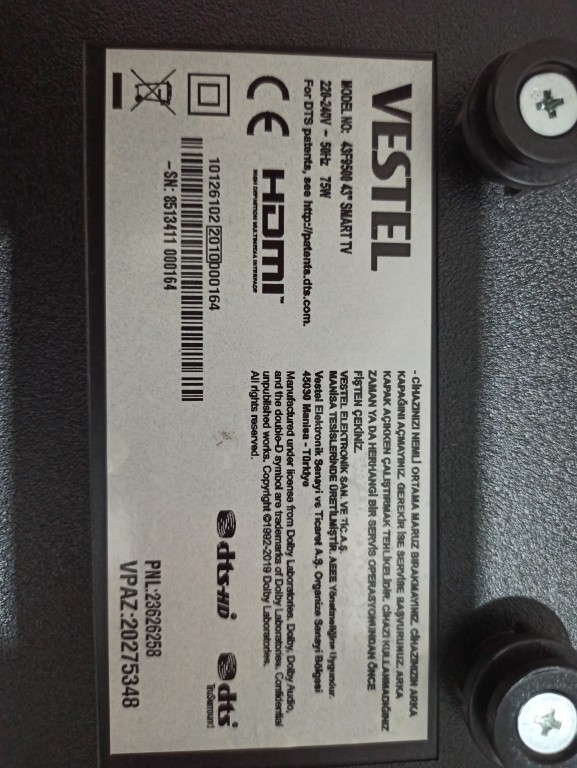 VESTEL
MODEL NO: 43F9500 43" SMART TV
220-240V ~ 50Hz 75W
For DTS patents, see http://patents.dts.com.
CE HDMI™
HIGH DEFINITION MULTIMEDIA INTERFACE
10126102 2010 000164
-SN: 8513411 000164
- CİHAZINIZI NEMLİ ORTAMA MARUZ BIRAKMAYINIZ. CİHAZINIZIN ARKA
KAPAĞINI AÇMAYINIZ. GEREKİR İSE SERVİSE BAŞVURUNUZ. ARKA
KAPAK AÇIKKEN ÇALIŞTIRMAK TEHLİKELİDİR. CİHAZI KULLANMADIĞINIZ
ZAMAN YA DA HERHANGİ BİR SERVİS OPERASYONUNDAN ÖNCE
FİŞTEN ÇEKİNİZ.
VESTEL ELEKTRONİK SAN. VE TİC.A.Ş.
MANİSA TESİSLERİNDE ÜRETİLMİŞTİR. AEEE Yönetmeliğine Uygundur.
Vestel Elektronik Sanayi ve Ticaret A.Ş. Organize Sanayi Bölgesi
45030 Manisa - Türkiye
Manufactured under license from Dolby Laboratories. Dolby, Dolby Audio,
and the double-D symbol are trademarks of Dolby Laboratories. Confidential
unpublished works. Copyright ©1992-2019 Dolby Laboratories.
All rights reserved.
dts-HD dts
TruSurround
PNL:23626258
VPAZ:20275348